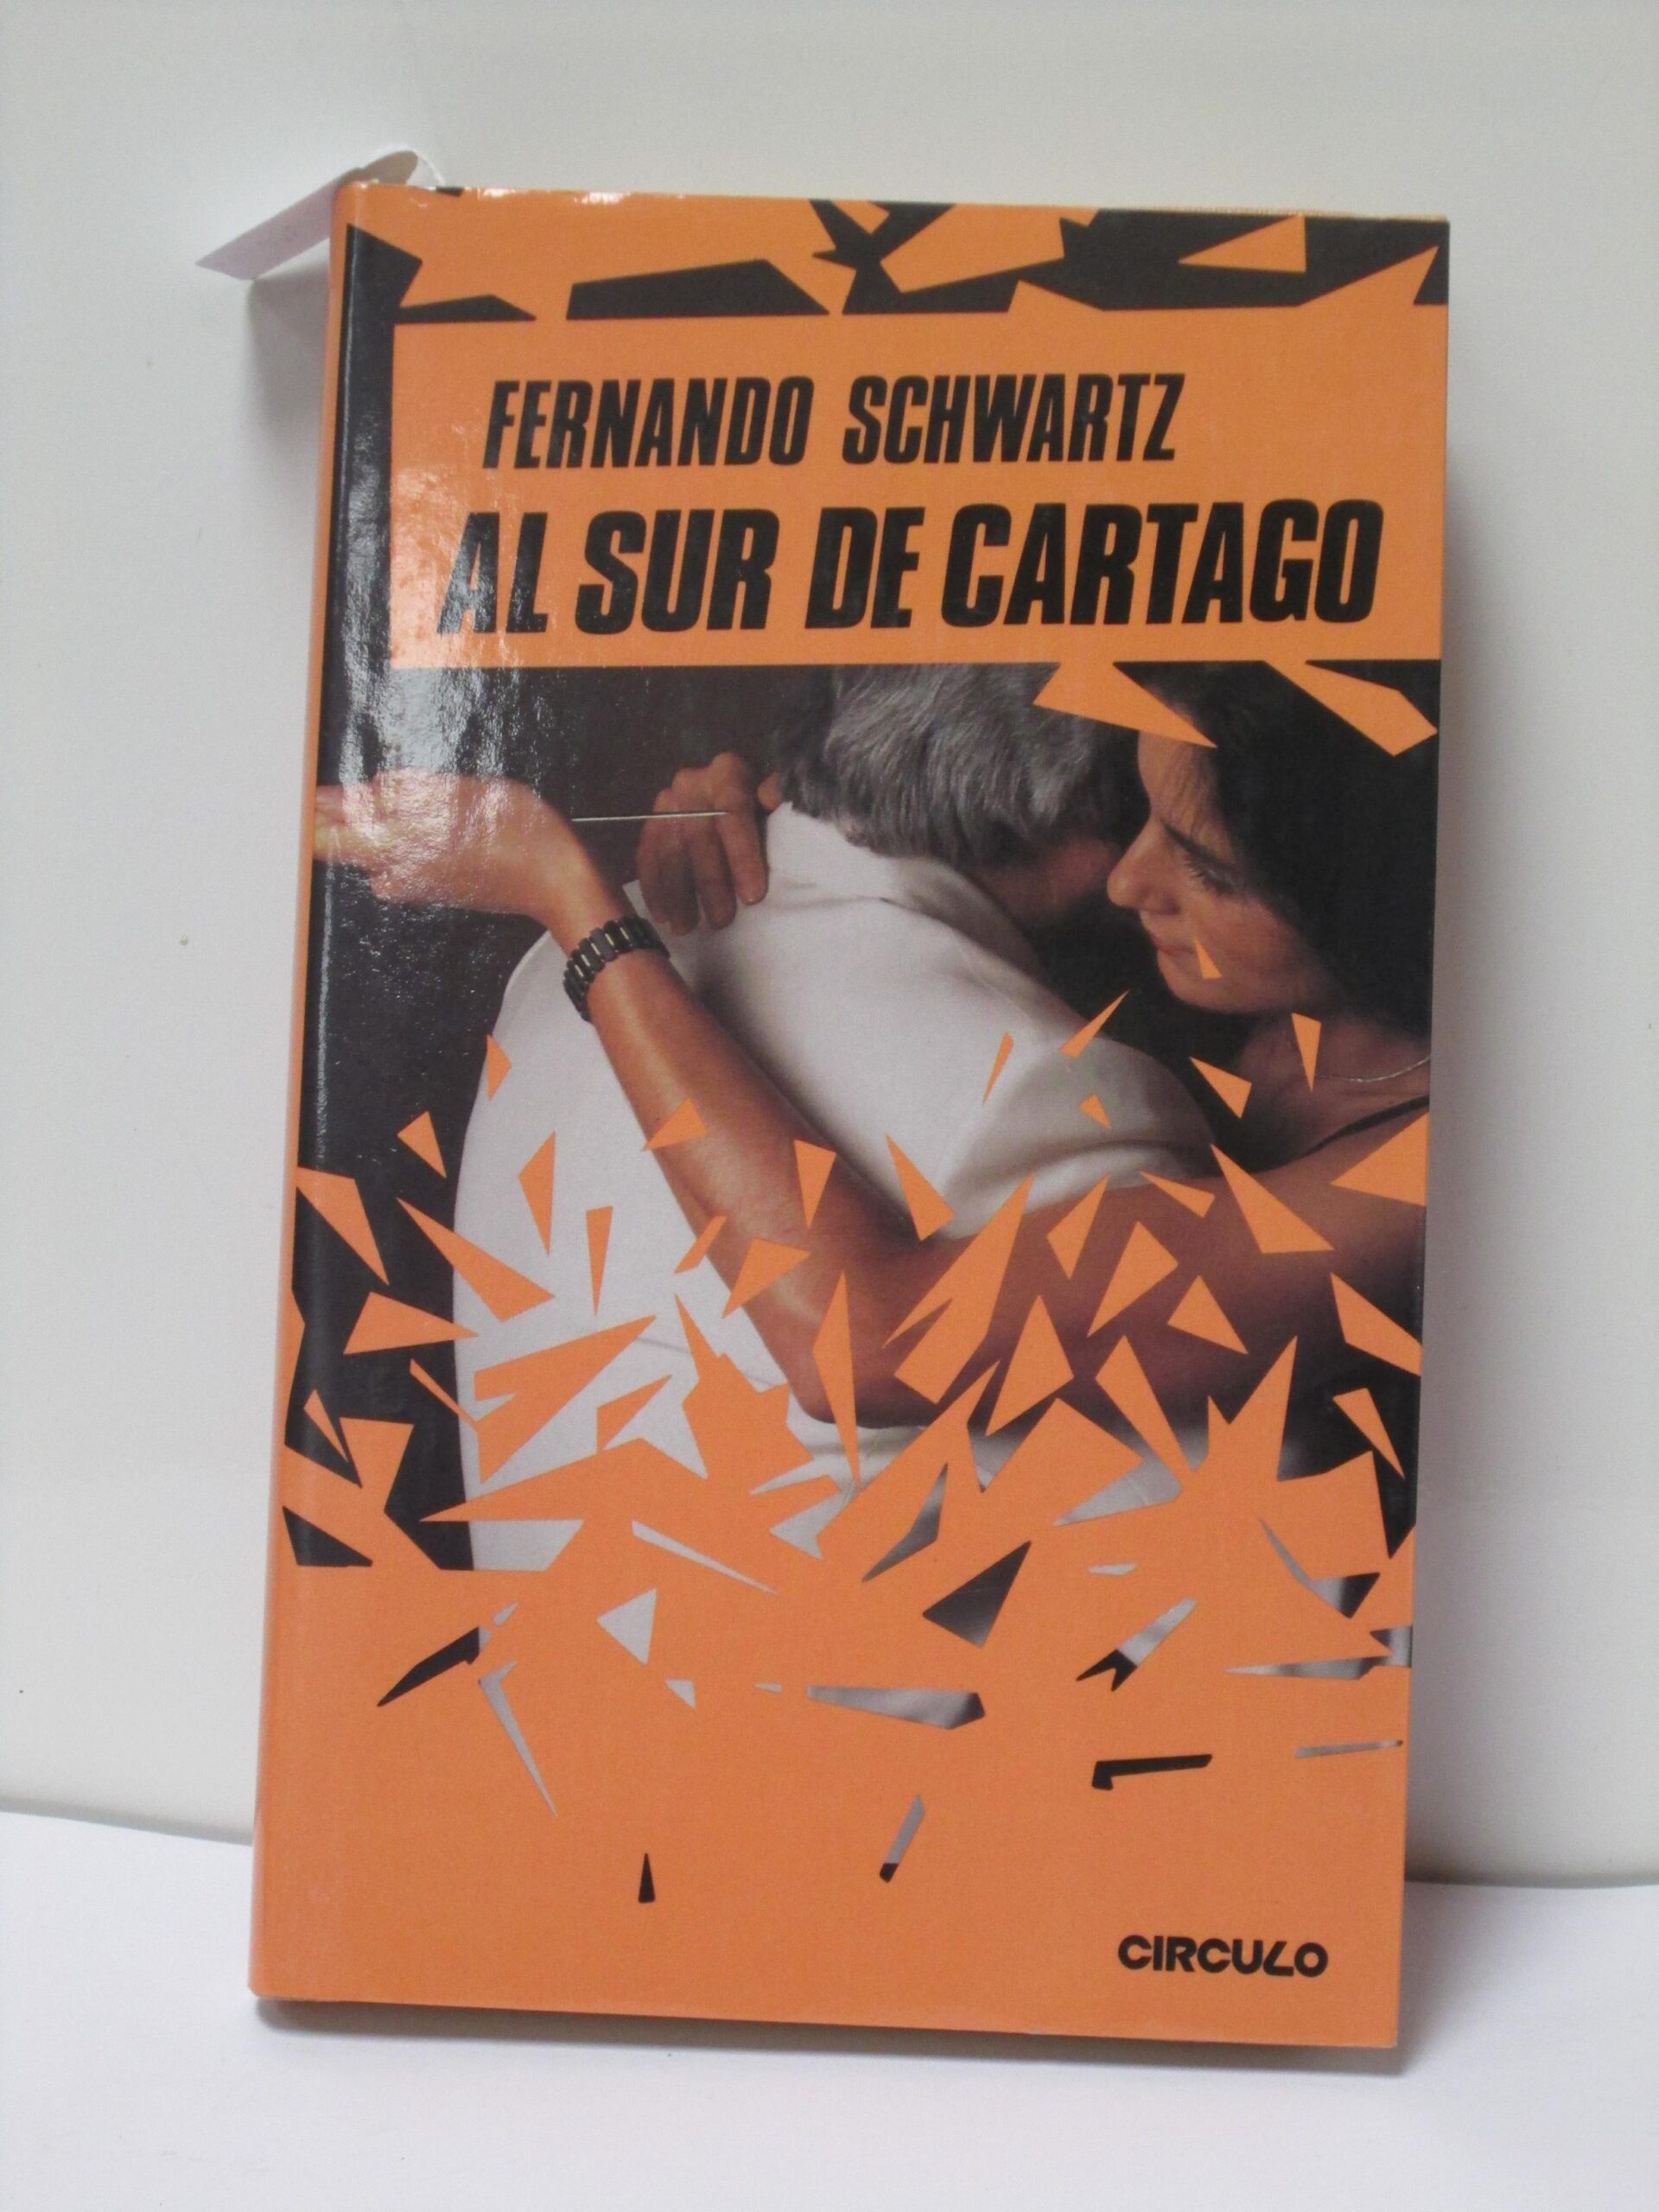 FERNANDO SCHWARTZ
AL SUR DE CARTAGO
CIRCULO